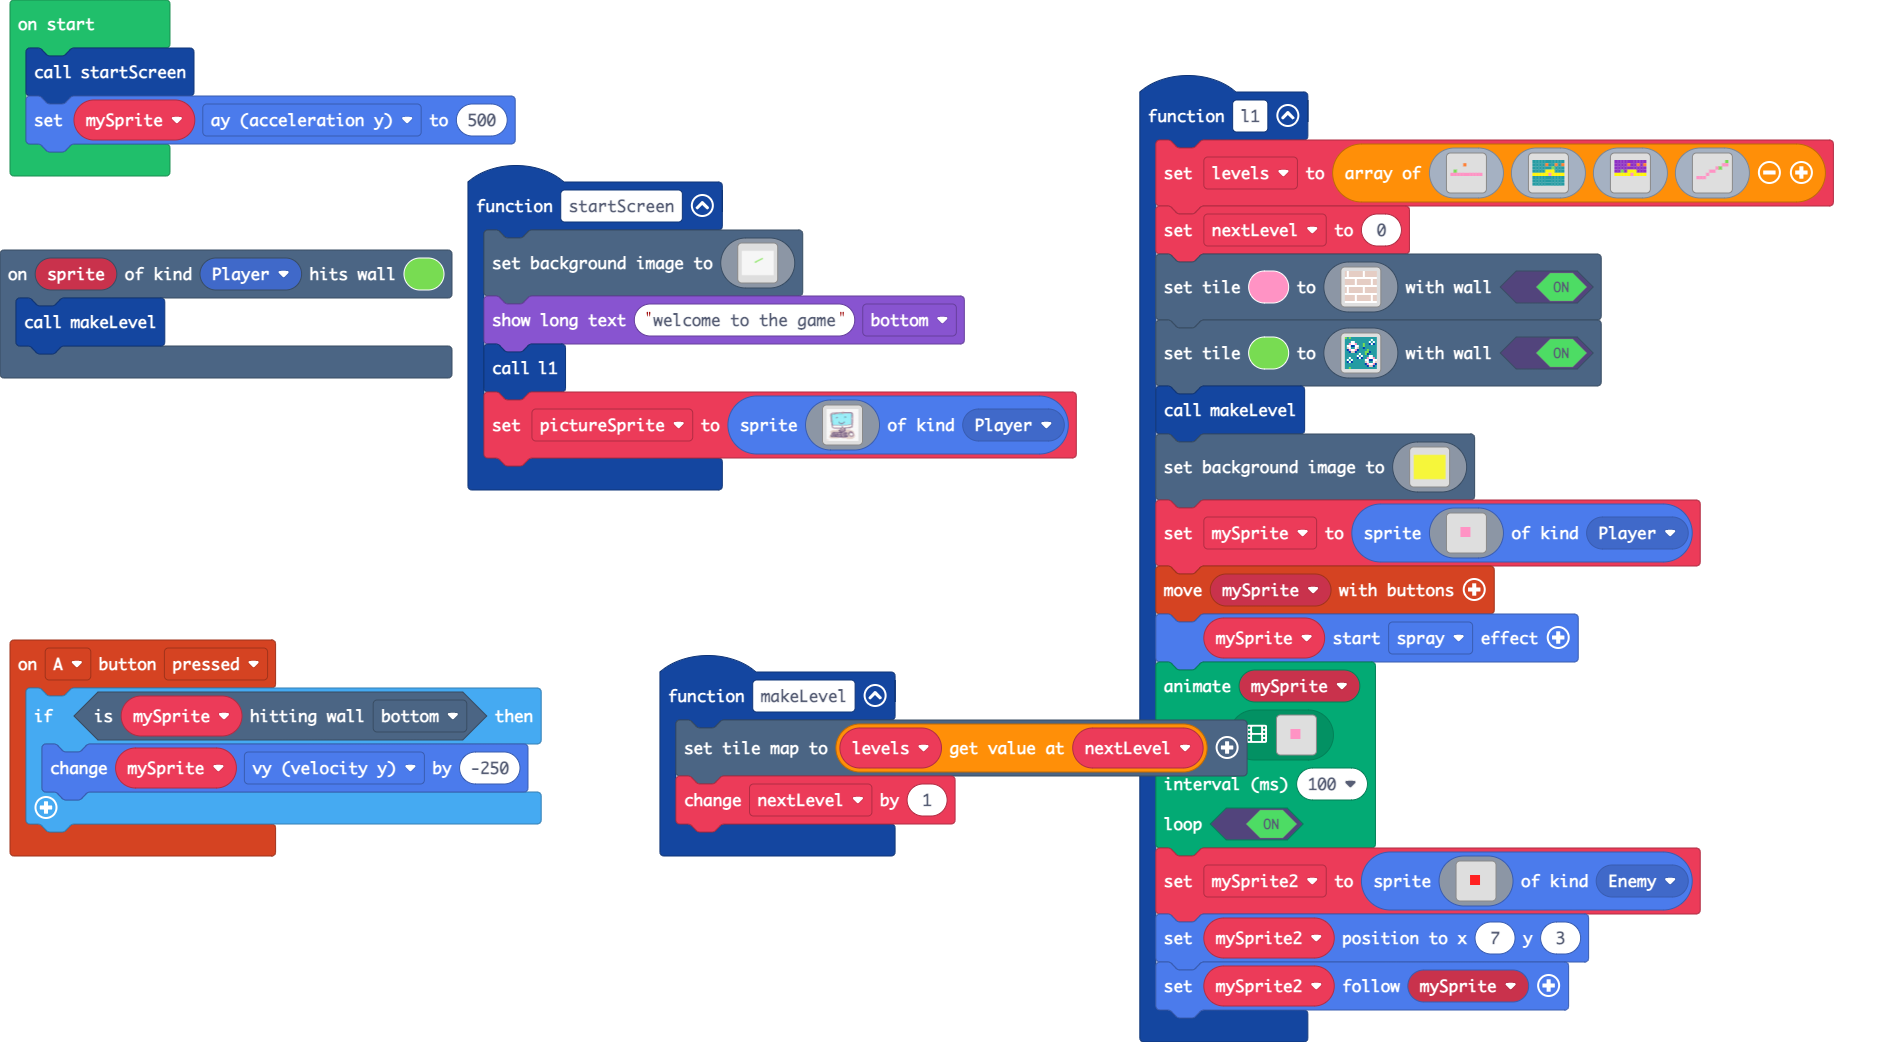 on start
call startScreen
set mySprite ay (acceleration y) to 500
on sprite of kind Player hits wall
call makeLevel
function startScreen
set background image to
show long text "welcome to the game" bottom
call l1
set pictureSprite to sprite of kind Player
on A button pressed
if is mySprite hitting wall bottom then
change mySprite vy (velocity y) by -250
function makeLevel
set tile map to levels get value at nextLevel
change nextLevel by 1
function l1
set levels to array of
set nextLevel to 0
set tile to with wall ON
set tile to with wall ON
call makeLevel
set background image to
set mySprite to sprite of kind Player
move mySprite with buttons
mySprite start spray effect
animate mySprite
interval (ms) 100
loop ON
set mySprite2 to sprite of kind Enemy
set mySprite2 position to x 7 y 3
set mySprite2 follow mySprite